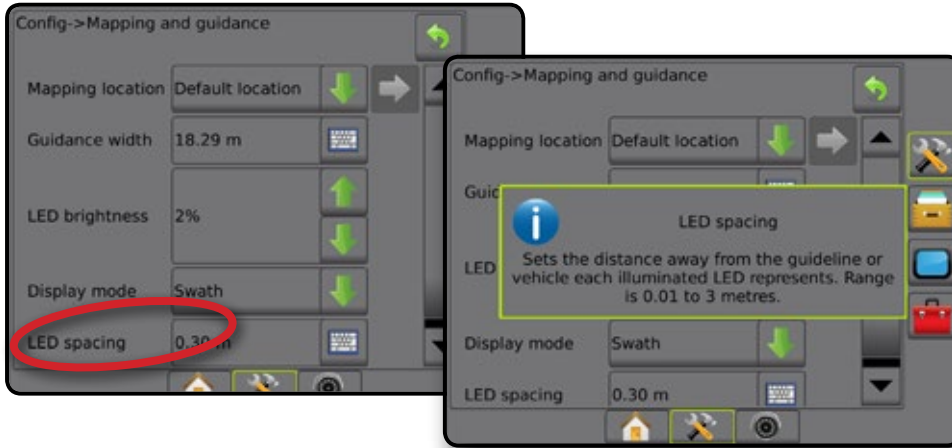 Config->Mapping and guidance
Mapping location Default location
Guidance width 18.29 m
LED brightness 2%
Display mode Swath
LED spacing 0.30 m
Config->Mapping and guidance
Mapping location Default location
LED spacing
Sets the distance away from the guideline or
vehicle each illuminated LED represents. Range
is 0.01 to 3 metres.
LED
Display mode Swath
LED spacing 0.30 m